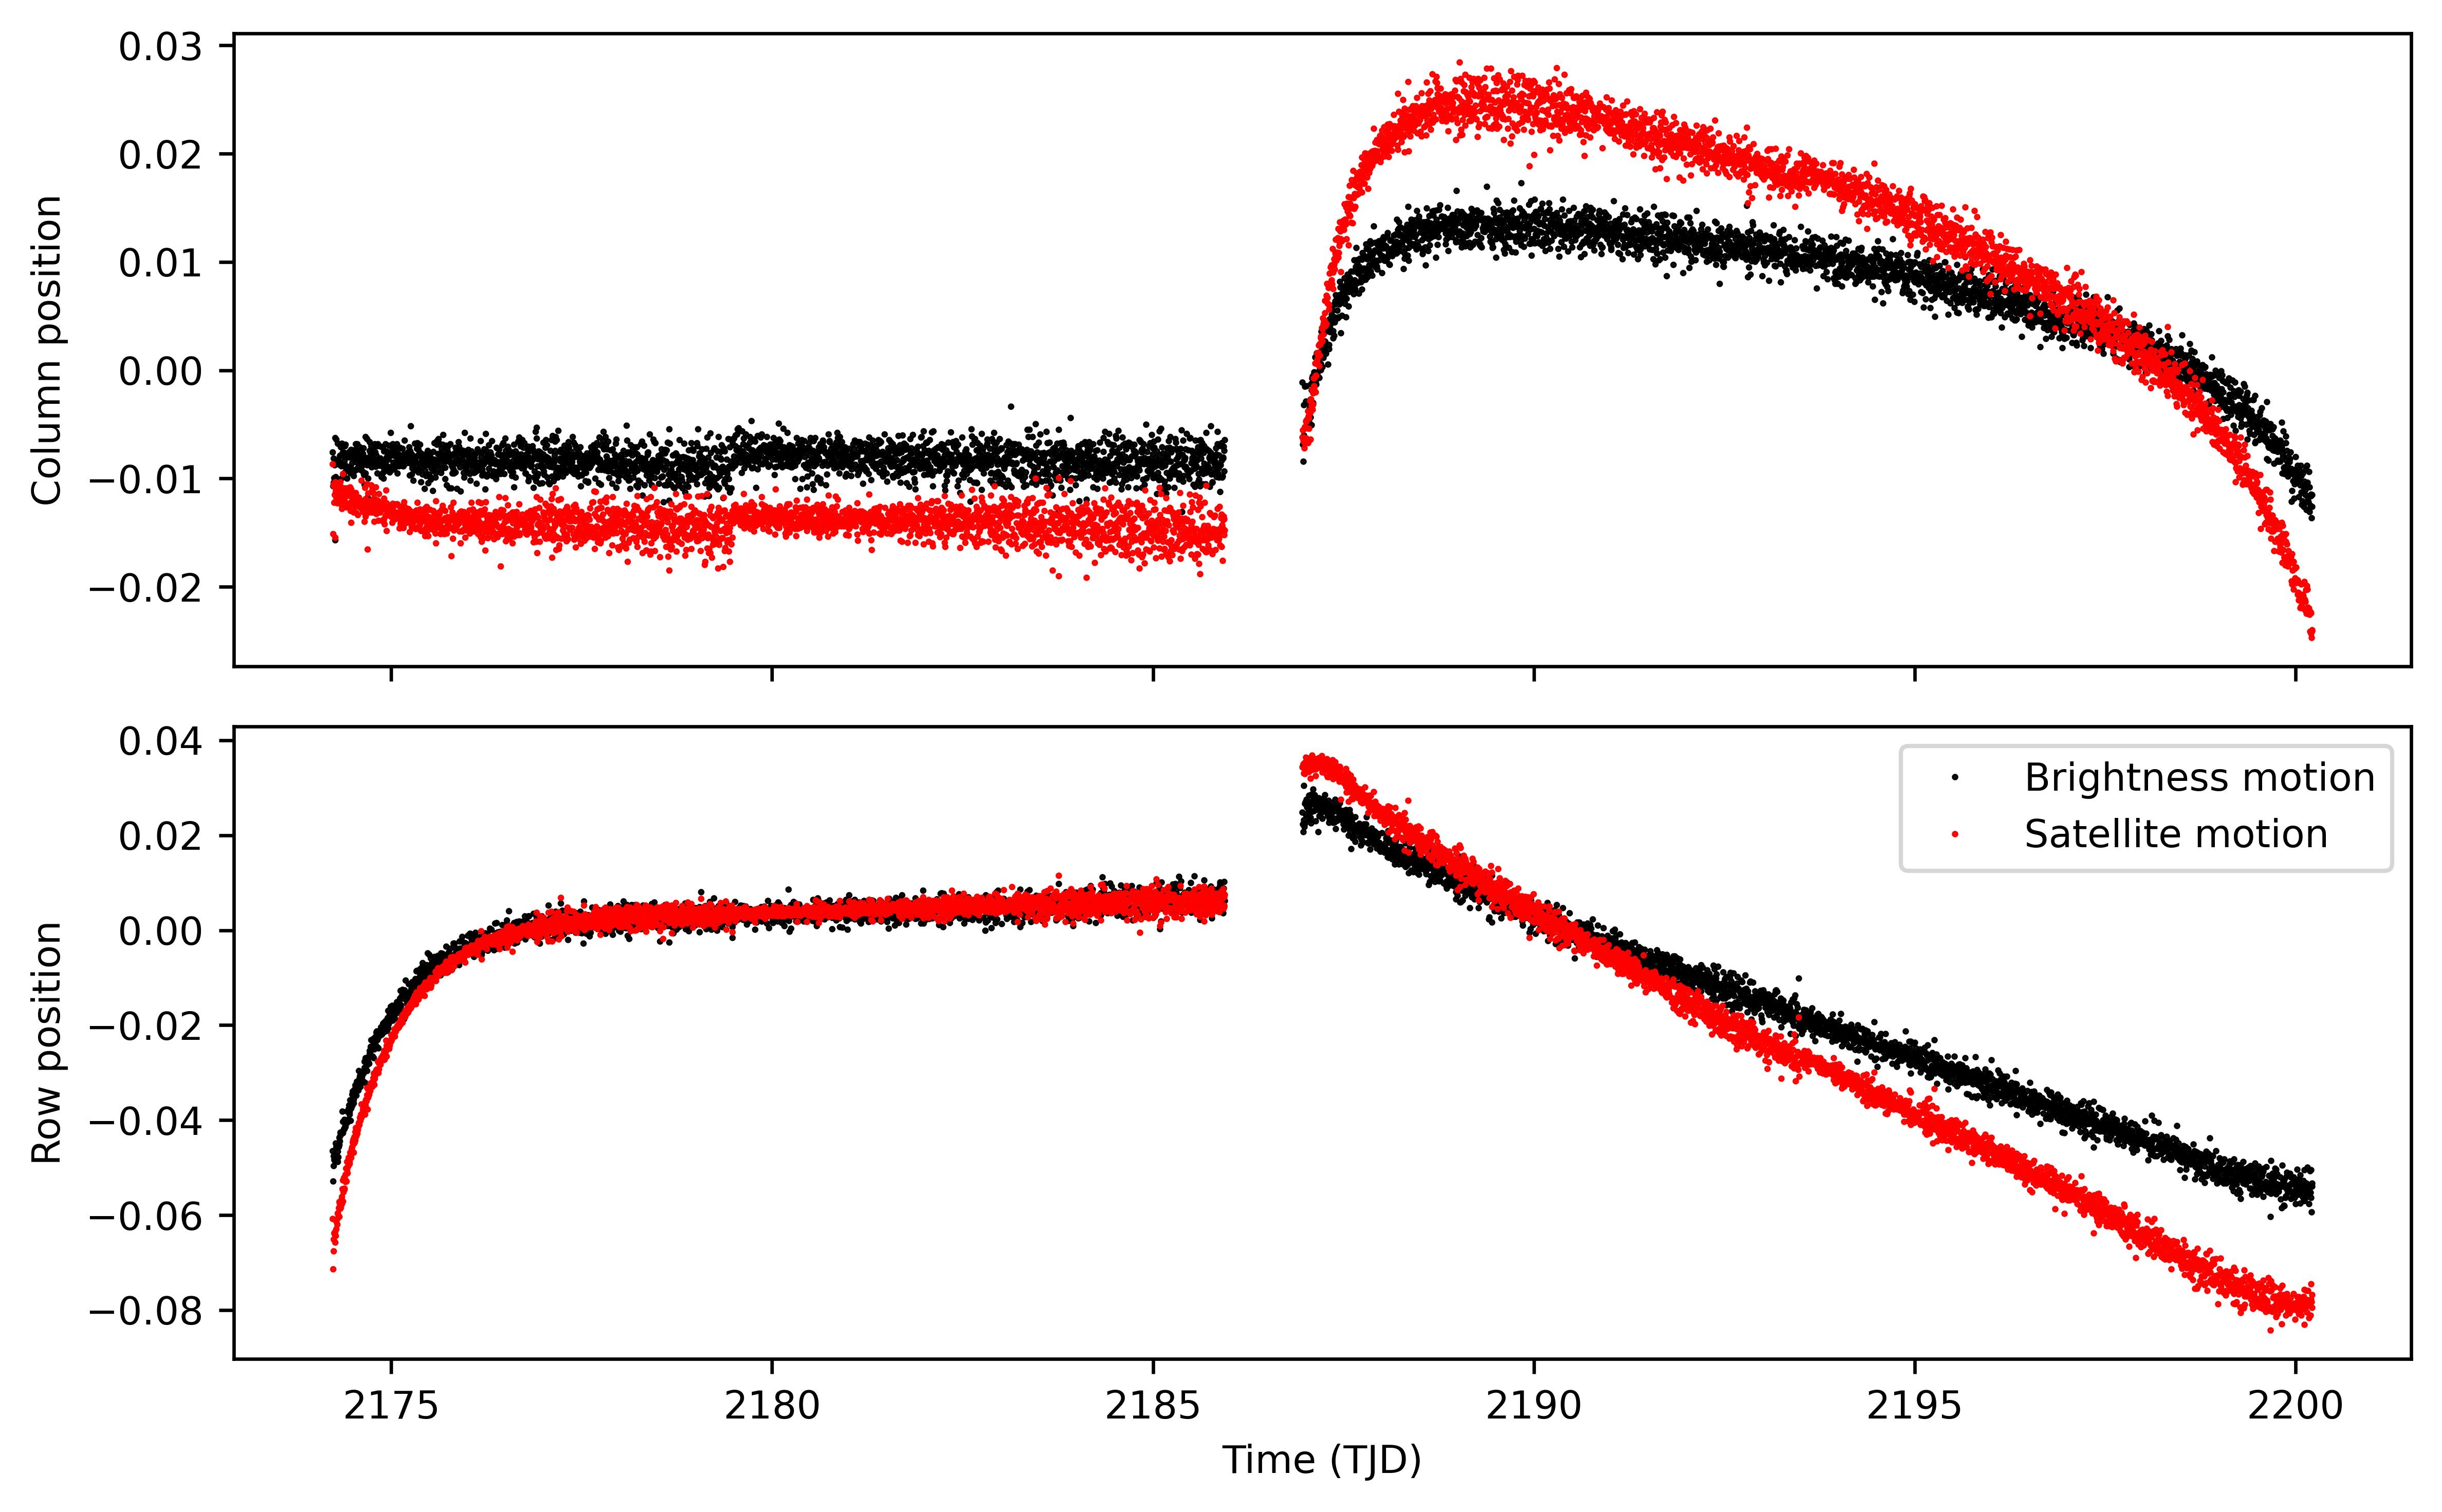 0.03
0.02
0.01
0.00
−0.01
−0.02
Column position
0.04
0.02
0.00
−0.02
−0.04
−0.06
−0.08
Row position
Brightness motion
Satellite motion
2175 2180 2185 2190 2195 2200
Time (TJD)